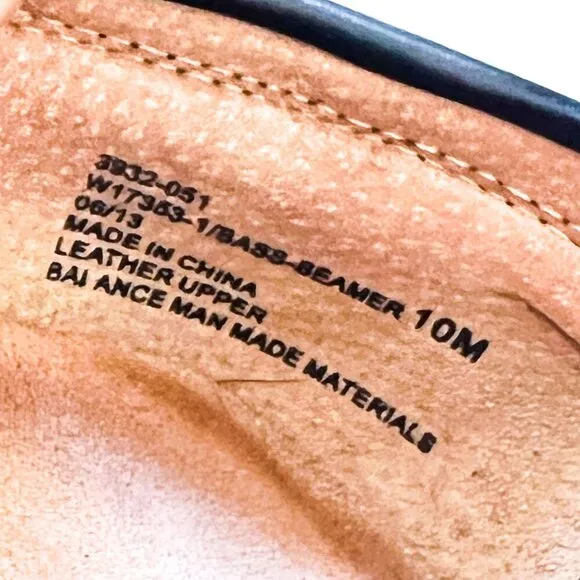 3932-051
W17363-1/BASS-BEAMER 10M
06/13
MADE IN CHINA
LEATHER UPPER
BALANCE MAN MADE MATERIALS